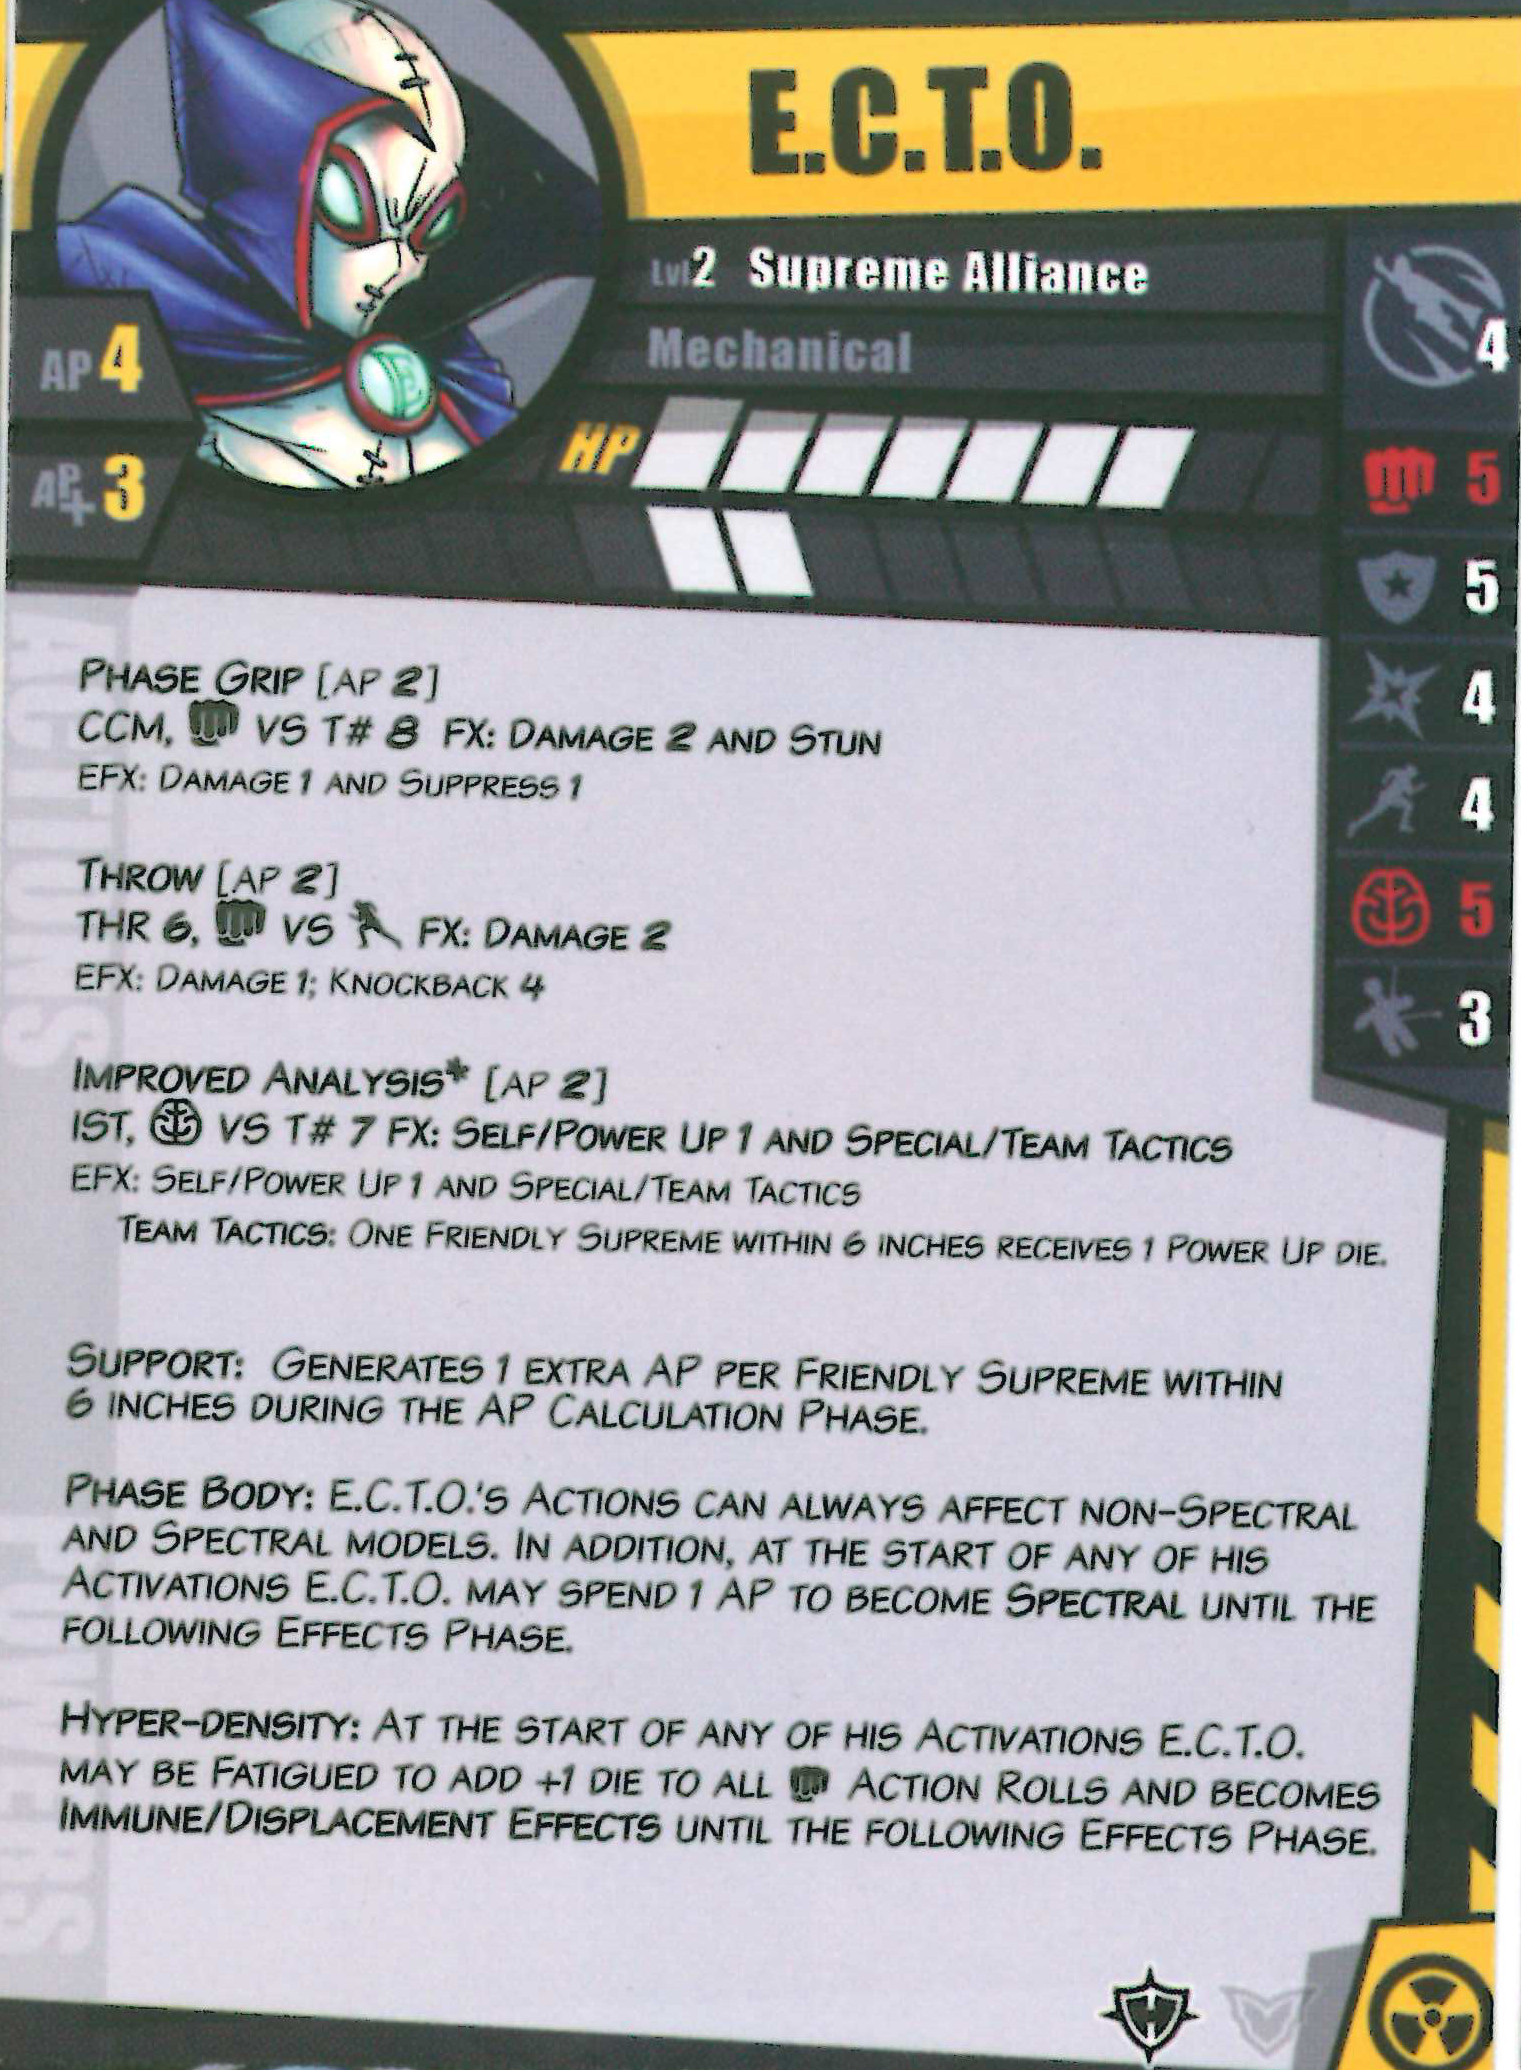 E.C.T.O.
Lvl 2 Supreme Alliance
Mechanical
4
AP 4
HP
AP+ 3
5
5
4
4
5
3
ACTIONS
PHASE GRIP [AP 2]
CCM, VS T# 8 FX: DAMAGE 2 AND STUN
EFX: DAMAGE 1 AND SUPPRESS 1
THROW [AP 2]
THR 6, VS FX: DAMAGE 2
EFX: DAMAGE 1; KNOCKBACK 4
IMPROVED ANALYSIS* [AP 2]
IST, VS T# 7 FX: SELF/POWER UP 1 AND SPECIAL/TEAM TACTICS
EFX: SELF/POWER UP 1 AND SPECIAL/TEAM TACTICS
TEAM TACTICS: ONE FRIENDLY SUPREME WITHIN 6 INCHES RECEIVES 1 POWER UP DIE.
SUPPORT: GENERATES 1 EXTRA AP PER FRIENDLY SUPREME WITHIN
6 INCHES DURING THE AP CALCULATION PHASE.
PHASE BODY: E.C.T.O.'S ACTIONS CAN ALWAYS AFFECT NON-SPECTRAL
AND SPECTRAL MODELS. IN ADDITION, AT THE START OF ANY OF HIS
ACTIVATIONS E.C.T.O. MAY SPEND 1 AP TO BECOME SPECTRAL UNTIL THE
FOLLOWING EFFECTS PHASE.
HYPER-DENSITY: AT THE START OF ANY OF HIS ACTIVATIONS E.C.T.O.
MAY BE FATIGUED TO ADD +1 DIE TO ALL ACTION ROLLS AND BECOMES
IMMUNE/DISPLACEMENT EFFECTS UNTIL THE FOLLOWING EFFECTS PHASE.